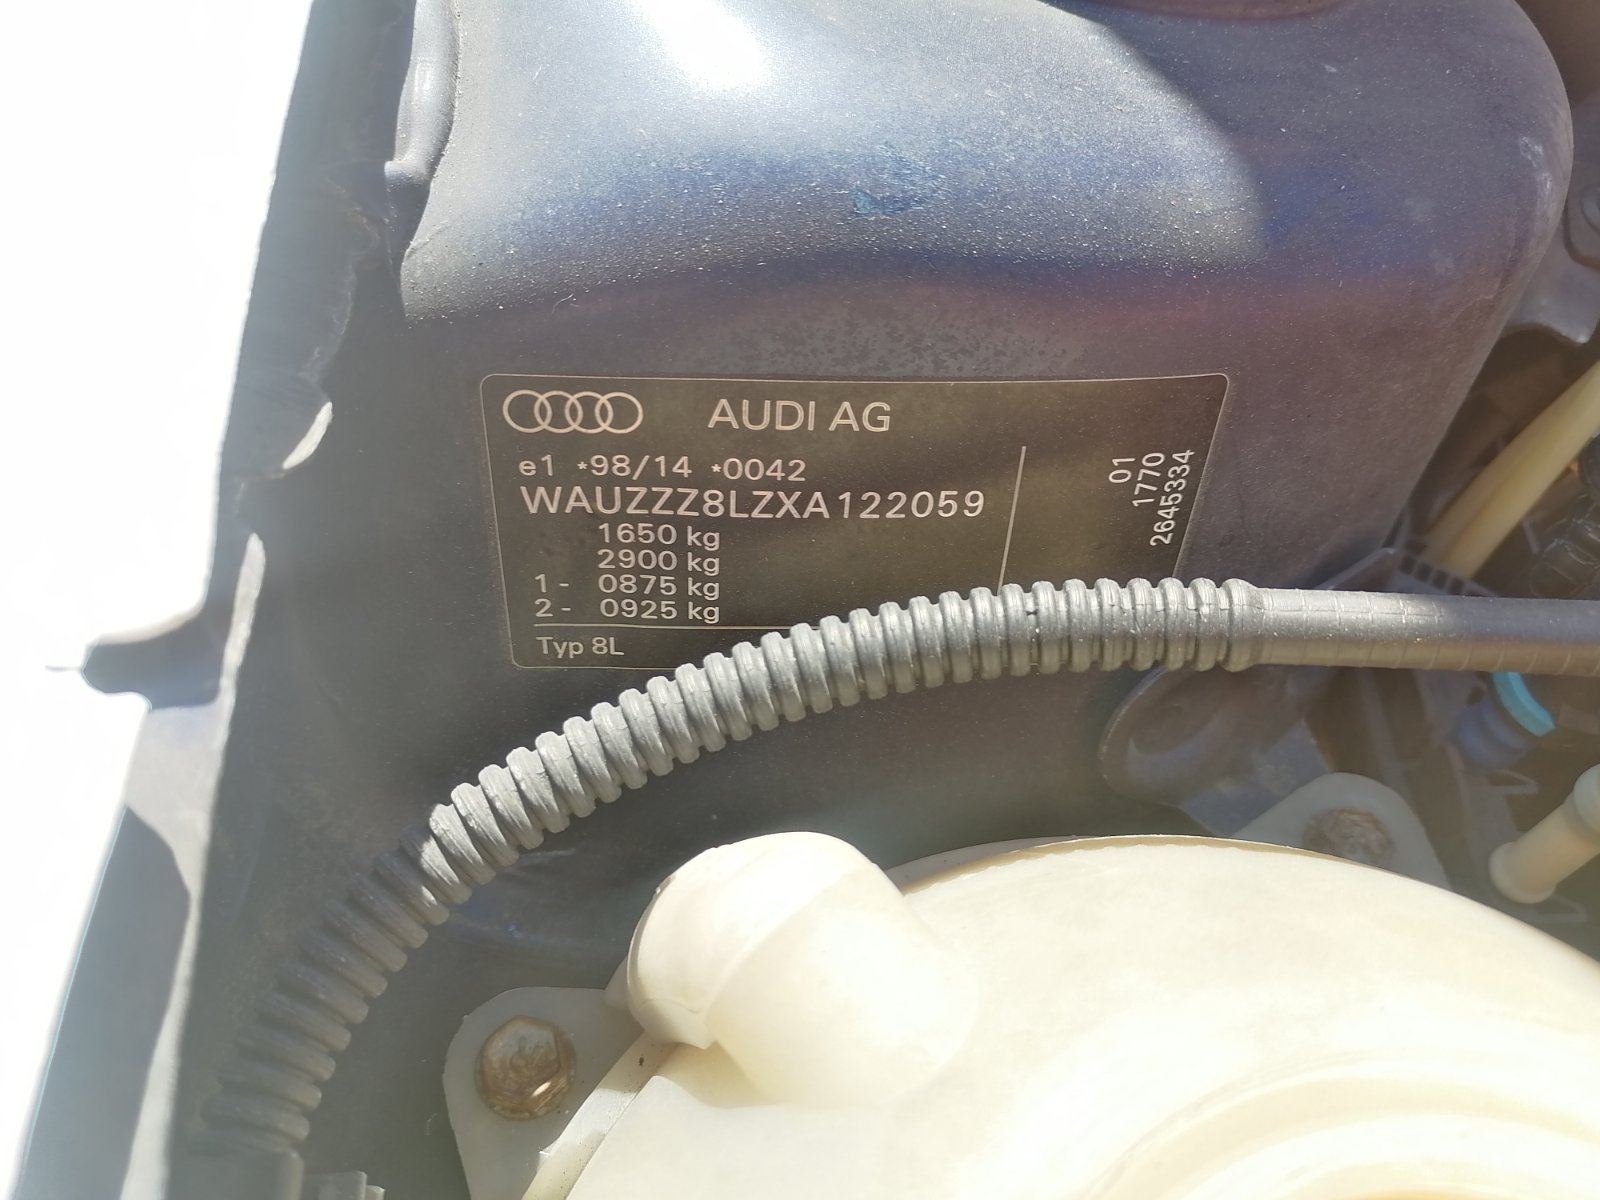 AUDI AG
e1 *98/14 *0042
WAUZZZ8LZXA122059
1650 kg
2900 kg
1 - 0875 kg
2 - 0925 kg
Typ 8L
01
1770
2645334